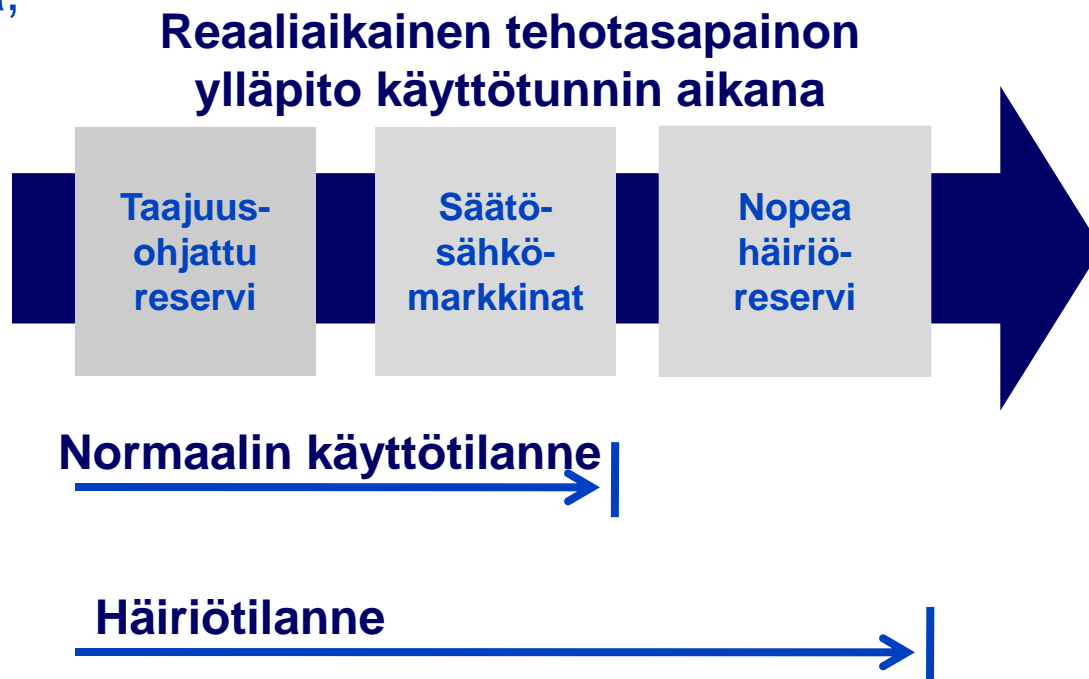 Reaaliaikainen tehotasapainon
ylläpito käyttötunnin aikana
Taajuus-
ohjattu
reservi
Säätö-
sähkö-
markkinat
Nopea
häiriö-
reservi
Normaalin käyttötilanne
Häiriötilanne